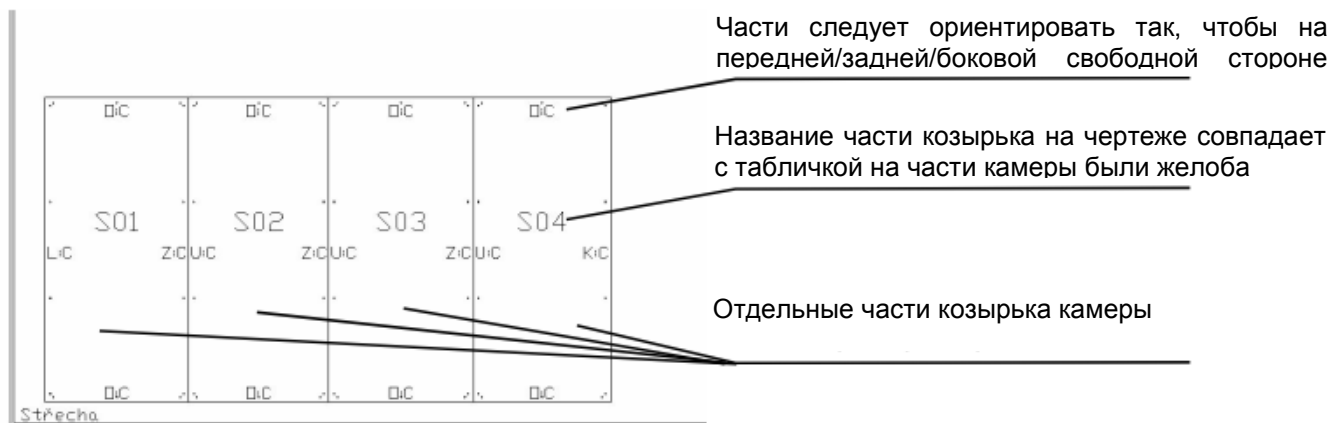 Части следует ориентировать так, чтобы на
передней/задней/боковой свободной стороне
Название части козырька на чертеже совпадает
с табличкой на части камеры были желоба
Отдельные части козырька камеры
S01 S02 S03 S04
L:C Z:C U:C Z:C U:C Z:C U:C K:C
Střecha